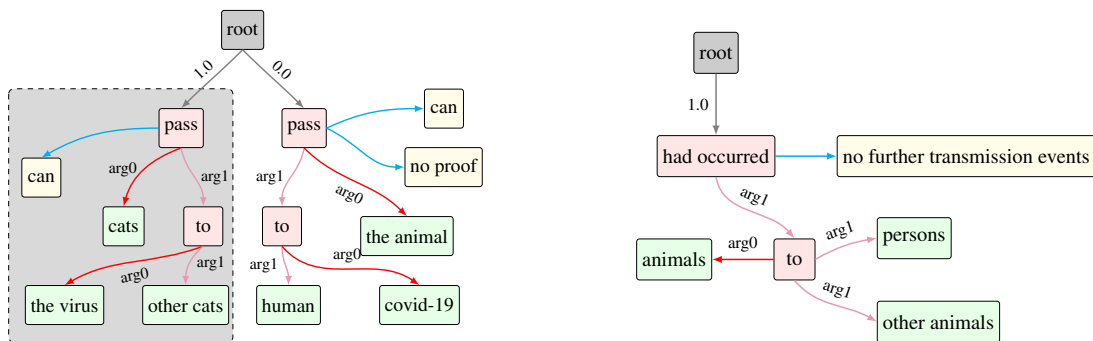 root
1.0
0.0
pass
pass
can
no proof
can
arg0
arg1
arg1
arg0
cats
to
to
the animal
arg0
arg1
arg1
arg0
the virus
other cats
human
covid-19
root
1.0
had occurred
no further transmission events
arg1
persons
arg1
arg0
animals
to
arg1
other animals